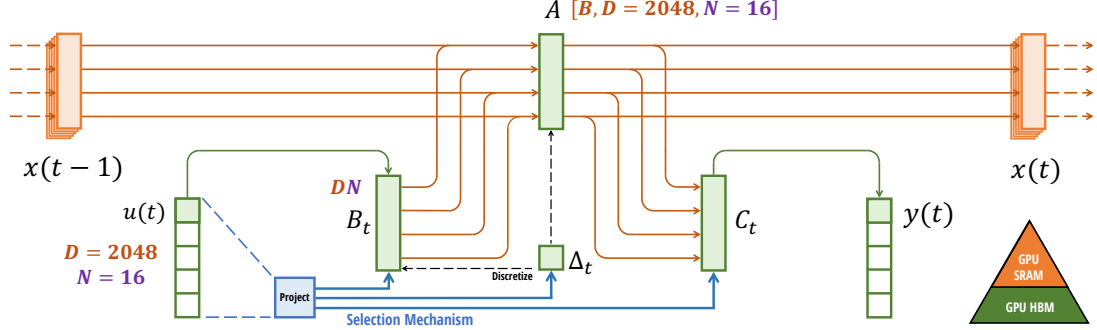 A [B, D = 2048, N = 16]
x(t − 1)
x(t)
u(t)
DN
B_t
C_t
y(t)
D = 2048
N = 16
Δ_t
Discretize
Project
Selection Mechanism
GPU
SRAM
GPU HBM